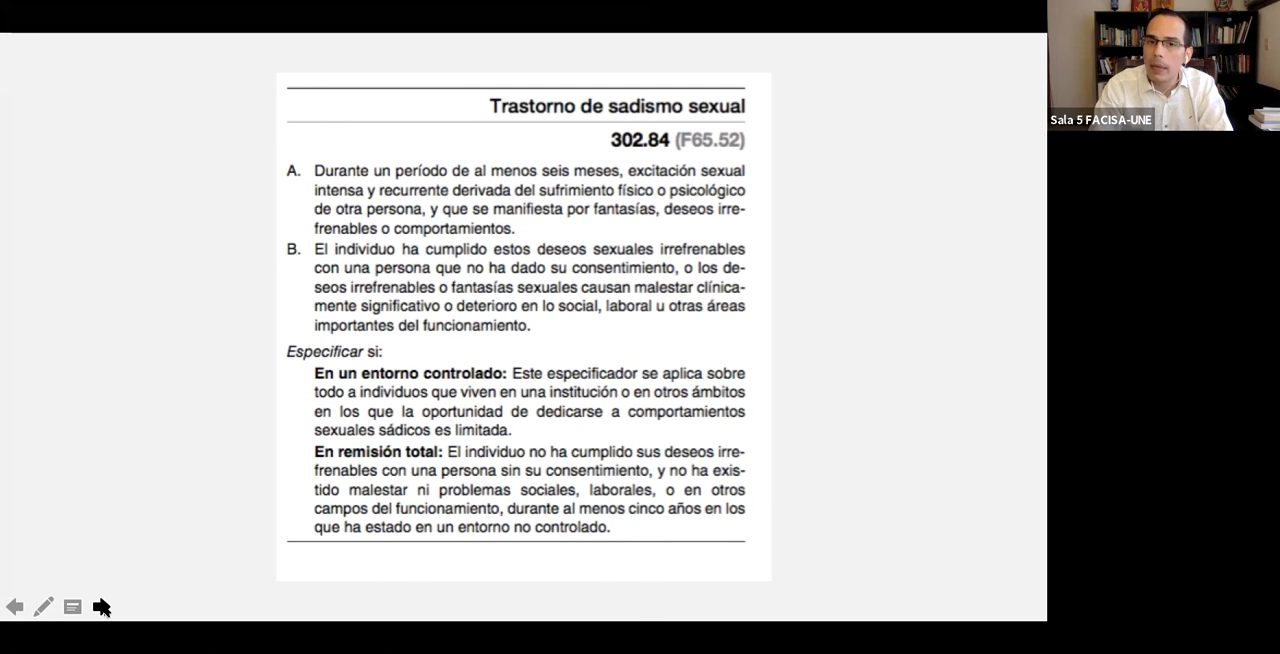 Trastorno de sadismo sexual
302.84 (F65.52)
A. Durante un período de al menos seis meses, excitación sexual
intensa y recurrente derivada del sufrimiento físico o psicológico
de otra persona, y que se manifiesta por fantasías, deseos irre-
frenables o comportamientos.
B. El individuo ha cumplido estos deseos sexuales irrefrenables
con una persona que no ha dado su consentimiento, o los de-
seos irrefrenables o fantasías sexuales causan malestar clínica-
mente significativo o deterioro en lo social, laboral u otras áreas
importantes del funcionamiento.
Especificar si:
En un entorno controlado: Este especificador se aplica sobre
todo a individuos que viven en una institución o en otros ámbitos
en los que la oportunidad de dedicarse a comportamientos
sexuales sádicos es limitada.
En remisión total: El individuo no ha cumplido sus deseos irre-
frenables con una persona sin su consentimiento, y no ha exis-
tido malestar ni problemas sociales, laborales, o en otros
campos del funcionamiento, durante al menos cinco años en los
que ha estado en un entorno no controlado.
Sala 5 FACISA-UNE